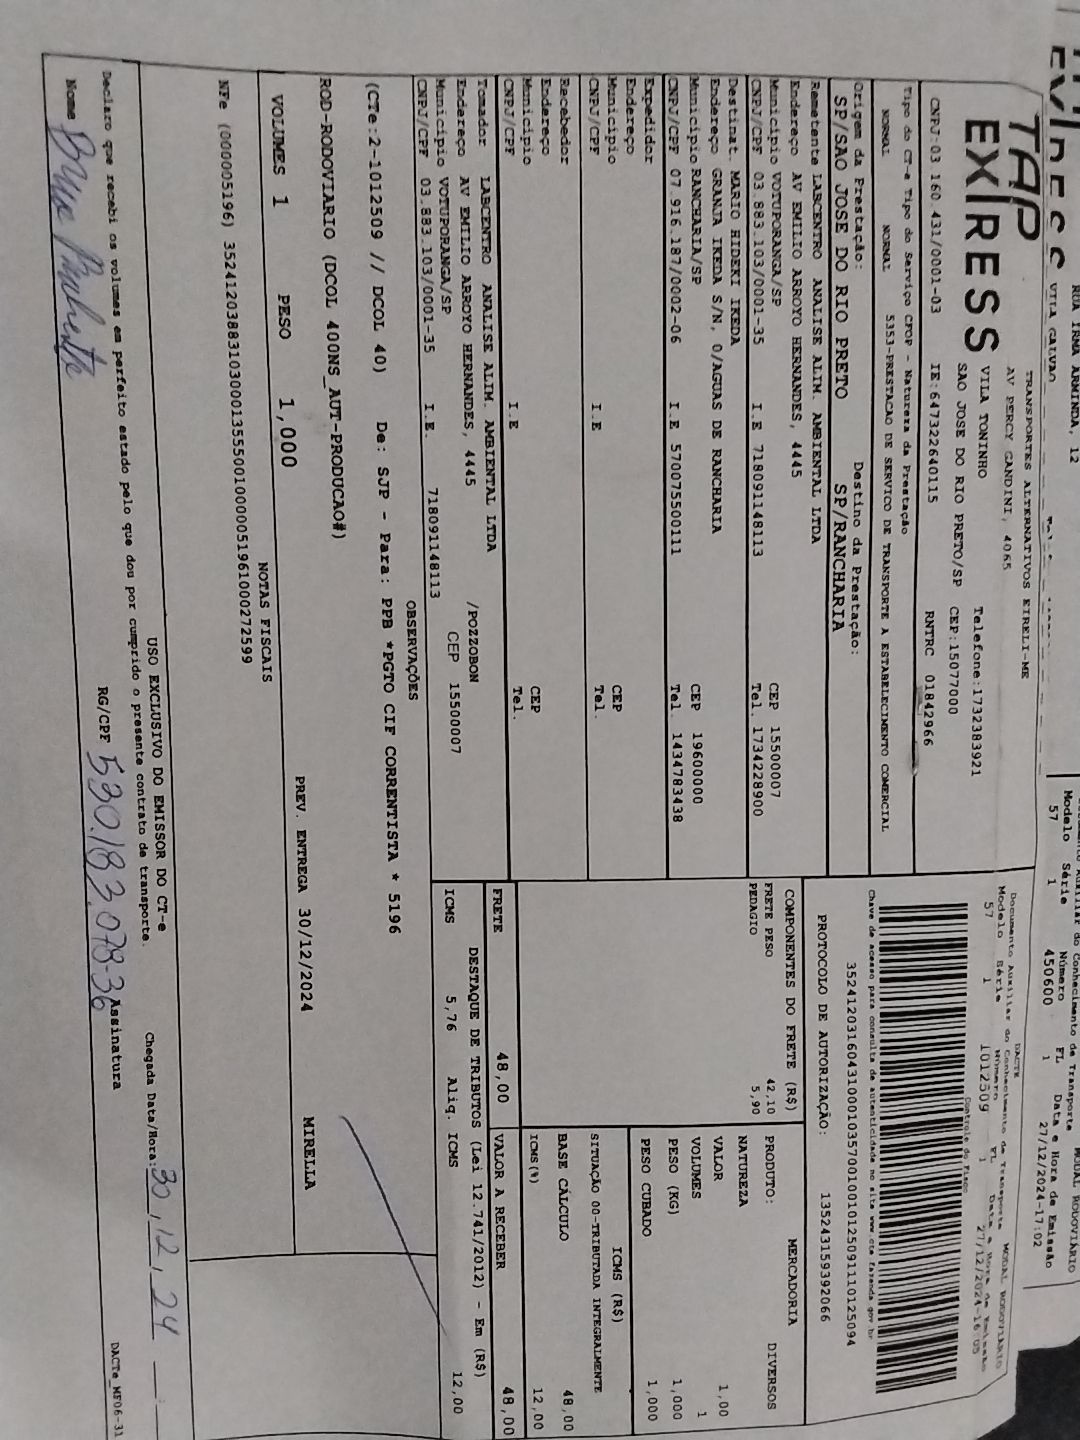 RUA IRMA ARMINDA, 12
VILA GALVAO
Modelo Série Número FL Data e Hora de Emissão
57 1 450600 1 27/12/2024-17:02
TAP
EXPRESS
TRANSPORTES ALTERNATIVOS EIRELI-ME
AV PERCY GANDINI, 4065
VILA TONINHO Telefone:1732383921
SAO JOSE DO RIO PRETO/SP CEP:15077000
CNPJ:03 160.431/0001-03 IE:647322640115 RNTRC 01842966
DACTE
Documento Auxiliar do Conhecimento de Transporte MODAL RODOVIÁRIO
Modelo Série Número FL Data e Hora de Emissão
57 1 1012509 1 27/12/2024-16:05
Controle do Fisco
Chave de acesso para consulta de autenticidade no site www.cte.fazenda.gov.br
35241203160431000103570010010125091110125094
PROTOCOLO DE AUTORIZAÇÃO: 135243159392066
Tipo do CT-e Tipo do Serviço CFOP - Natureza da Prestação
NORMAL NORMAL 5353-PRESTACAO DE SERVICO DE TRANSPORTE A ESTABELECIMENTO COMERCIAL
Origem da Prestação: Destino da Prestação:
SP/SAO JOSE DO RIO PRETO SP/RANCHARIA
Remetente LABCENTRO ANALISE ALIM. AMBIENTAL LTDA
Endereço AV EMILIO ARROYO HERNANDES, 4445
Município VOTUPORANGA/SP CEP 15500007
CNPJ/CPF 03.883.103/0001-35 I.E 718091148113 Tel. 1734228900
Destinat. MARIO HIDEKI IKEDA
Endereço GRANJA IKEDA S/N, 0/AGUAS DE RANCHARIA
Município RANCHARIA/SP CEP 19600000
CNPJ/CPF 07.916.187/0002-06 I.E 570075500111 Tel. 1434783438
Expedidor
Endereço
Município CEP
CNPJ/CPF I.E Tel.
Recebedor
Endereço
Município CEP
CNPJ/CPF I.E Tel.
Tomador LABCENTRO ANALISE ALIM. AMBIENTAL LTDA
Endereço AV EMILIO ARROYO HERNANDES, 4445 /POZZOBON
Município VOTUPORANGA/SP CEP 15500007
CNPJ/CPF 03.883.103/0001-35 I.E. 718091148113
COMPONENTES DO FRETE (R$)
FRETE PESO 42,10
PEDAGIO 5,90
MERCADORIA
PRODUTO: DIVERSOS
NATUREZA
VALOR 1,00
VOLUMES 1
PESO (KG) 1,000
PESO CUBADO 1,000
ICMS (R$)
SITUAÇÃO 00-TRIBUTADA INTEGRALMENTE
BASE CÁLCULO 48,00
ICMS (%) 12,00
FRETE 48,00 VALOR A RECEBER 48,00
DESTAQUE DE TRIBUTOS (Lei 12.741/2012) - Em (R$)
ICMS 5,76 Aliq. ICMS 12,00
OBSERVAÇÕES
(CTe:2-1012509 // DCOL 40) De: SJP - Para: PPB *PGTO CIF CORRENTISTA * 5196
ROD-RODOVIARIO (DCOL 400NS_AUT-PRODUCAO#)
VOLUMES 1 PESO 1,000 PREV. ENTREGA 30/12/2024 MIRELLA
NOTAS FISCAIS
NFe (000005196) 35241203883103000135550010000051961000272599
USO EXCLUSIVO DO EMISSOR DO CT-e
Declaro que recebi os volumes em perfeito estado pelo que dou por cumprido o presente contrato de transporte. Chegada Data/Hora: 30,12,24
Nome RG/CPF 530.183.078-36 Assinatura DACTe_MF06-31